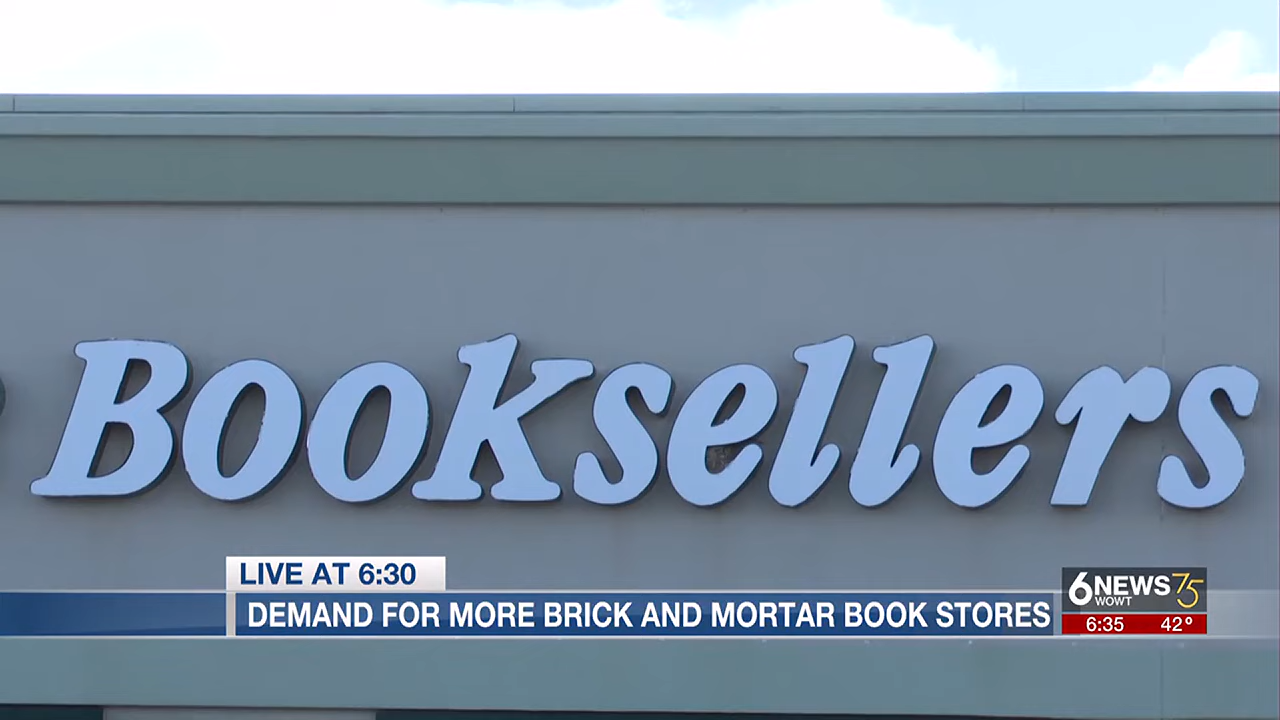 Booksellers
LIVE AT 6:30
DEMAND FOR MORE BRICK AND MORTAR BOOK STORES
6NEWS 75
WOWT
6:35 42°